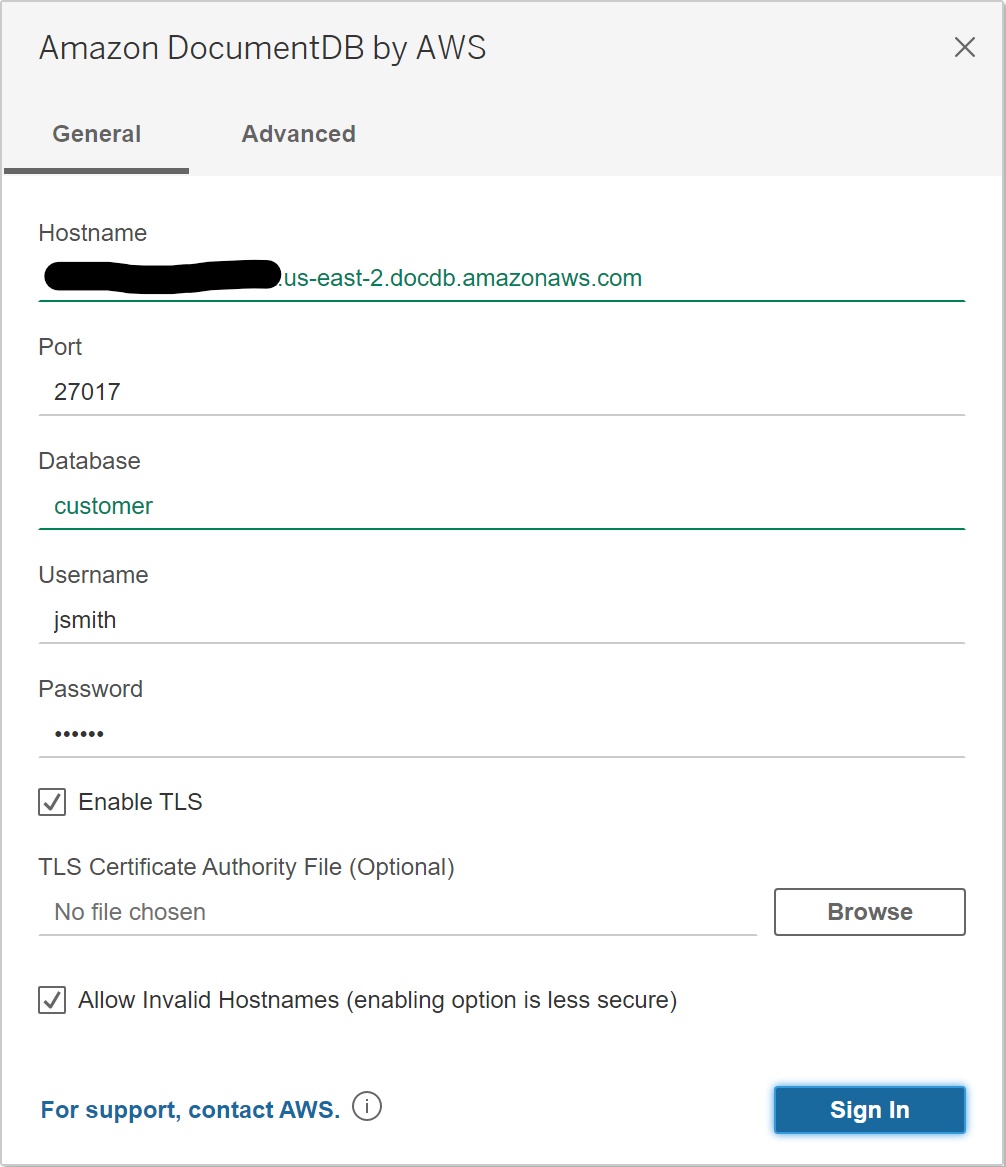 Amazon DocumentDB by AWS
General Advanced
Hostname
.us-east-2.docdb.amazonaws.com
Port
27017
Database
customer
Username
jsmith
Password
••••••
Enable TLS
TLS Certificate Authority File (Optional)
No file chosen Browse
Allow Invalid Hostnames (enabling option is less secure)
For support, contact AWS. Sign In